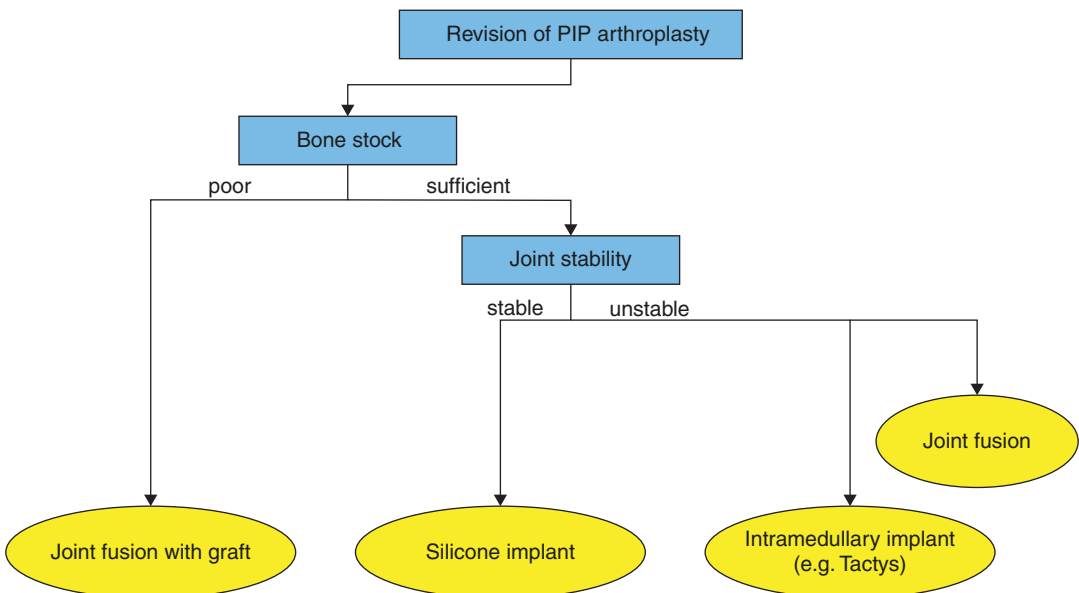 Revision of PIP arthroplasty
Bone stock
poor
sufficient
Joint stability
stable
unstable
Joint fusion
Joint fusion with graft
Silicone implant
Intramedullary implant
(e.g. Tactys)